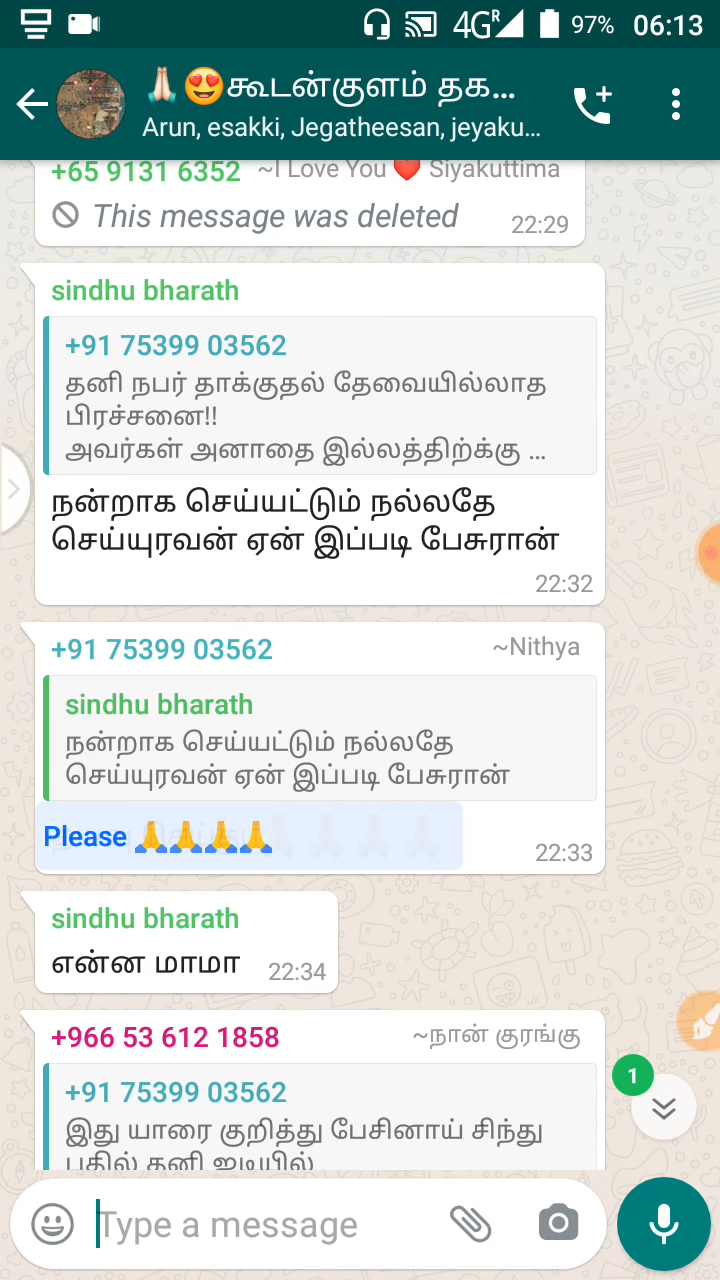 4G R 97% 06:13
🙏🏻😍கூடன்குளம் தக...
Arun, esakki, Jegatheesan, jeyaku...
+65 9131 6352 ~I Love You ❤️ Siyakuttima
This message was deleted 22:29
sindhu bharath
+91 75399 03562
தனி நபர் தாக்குதல் தேவையில்லாத
பிரச்சனை!!
அவர்கள் அனாதை இல்லத்திற்க்கு ...
நன்றாக செய்யட்டும் நல்லதே
செய்யுரவன் ஏன் இப்படி பேசுரான்
22:32
+91 75399 03562 ~Nithya
sindhu bharath
நன்றாக செய்யட்டும் நல்லதே
செய்யுரவன் ஏன் இப்படி பேசுரான்
Please 🙏🙏🙏🙏 22:33
sindhu bharath
என்ன மாமா 22:34
+966 53 612 1858 ~நான் குரங்கு
+91 75399 03562
இது யாரை குறித்து பேசினாய் சிந்து
1
Type a message